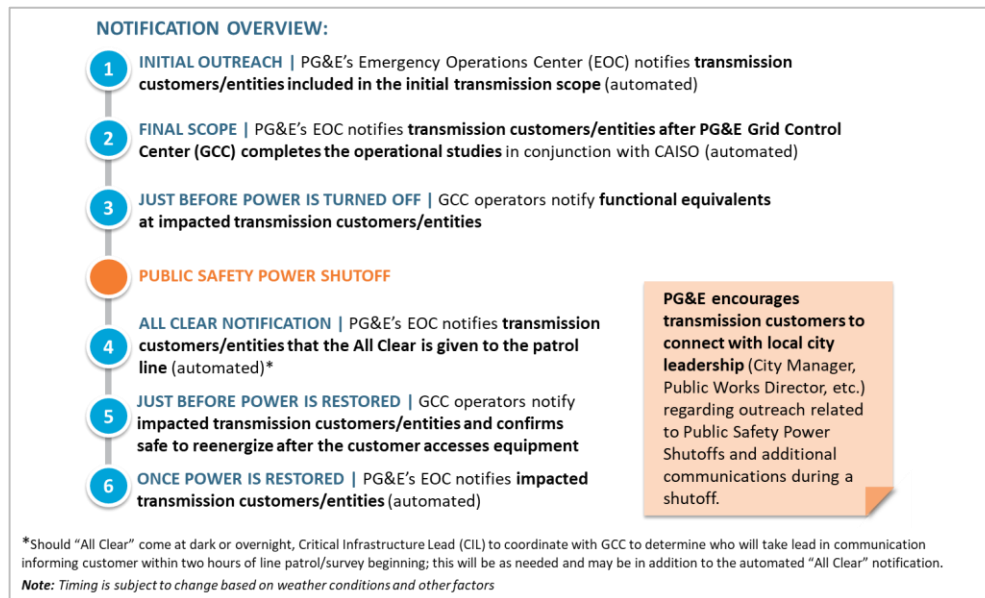 NOTIFICATION OVERVIEW:
1
INITIAL OUTREACH | PG&E's Emergency Operations Center (EOC) notifies transmission
customers/entities included in the initial transmission scope (automated)
2
FINAL SCOPE | PG&E's EOC notifies transmission customers/entities after PG&E Grid Control
Center (GCC) completes the operational studies in conjunction with CAISO (automated)
3
JUST BEFORE POWER IS TURNED OFF | GCC operators notify functional equivalents
at impacted transmission customers/entities
PUBLIC SAFETY POWER SHUTOFF
4
ALL CLEAR NOTIFICATION | PG&E's EOC notifies transmission
customers/entities that the All Clear is given to the patrol
line (automated)*
5
JUST BEFORE POWER IS RESTORED | GCC operators notify
impacted transmission customers/entities and confirms
safe to reenergize after the customer accesses equipment
6
ONCE POWER IS RESTORED | PG&E's EOC notifies impacted
transmission customers/entities (automated)
PG&E encourages
transmission customers to
connect with local city
leadership (City Manager,
Public Works Director, etc.)
regarding outreach related
to Public Safety Power
Shutoffs and additional
communications during a
shutoff.
*Should "All Clear" come at dark or overnight, Critical Infrastructure Lead (CIL) to coordinate with GCC to determine who will take lead in communication
informing customer within two hours of line patrol/survey beginning; this will be as needed and may be in addition to the automated "All Clear" notification.
Note: Timing is subject to change based on weather conditions and other factors